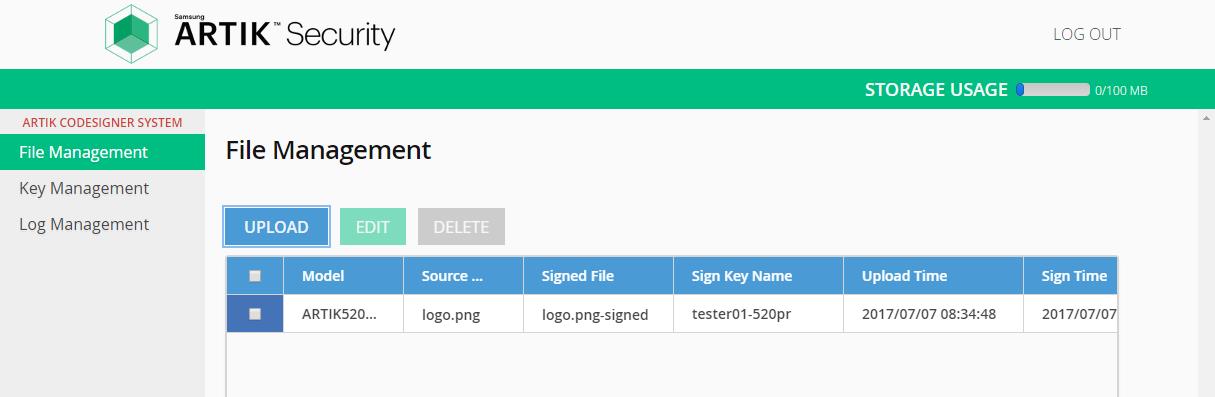 Samsung
ARTIK™ Security
LOG OUT
STORAGE USAGE 0/100 MB
ARTIK CODESIGNER SYSTEM
File Management
Key Management
Log Management
File Management
UPLOAD EDIT DELETE
Model Source ... Signed File Sign Key Name Upload Time Sign Time
ARTIK520... logo.png logo.png-signed tester01-520pr 2017/07/07 08:34:48 2017/07/07